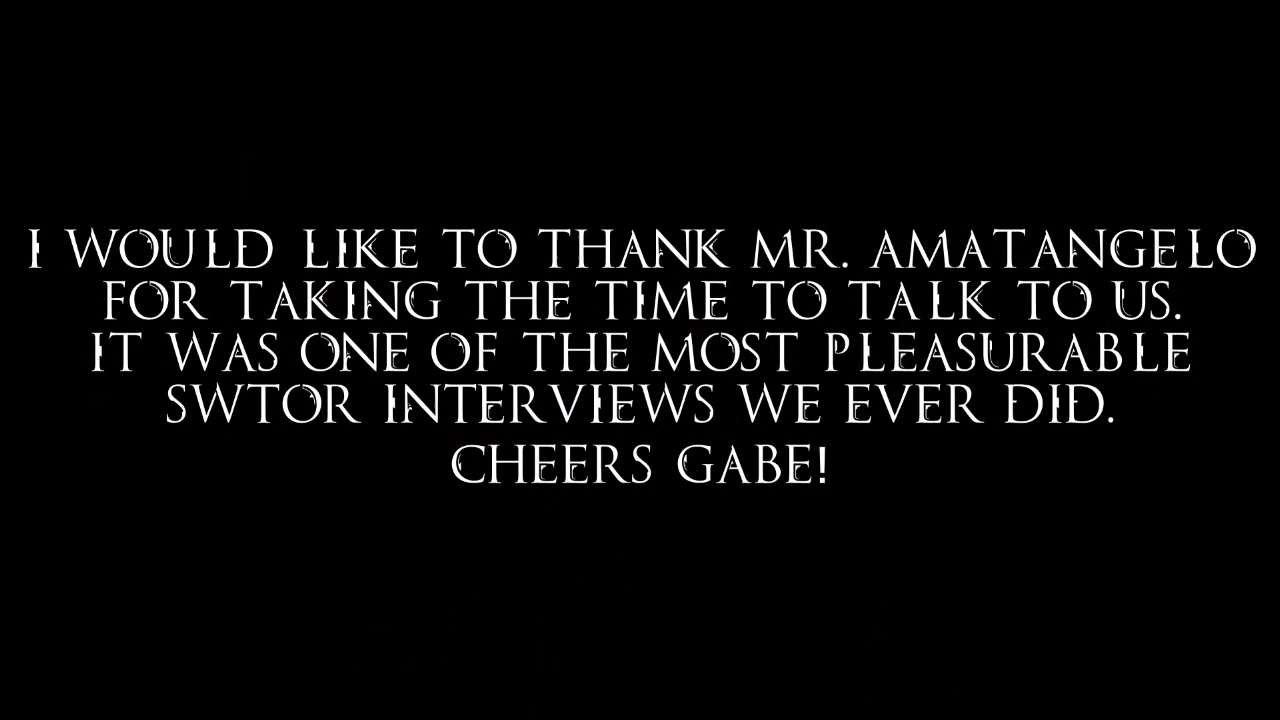 I WOULD LIKE TO THANK MR. AMATANGELO
FOR TAKING THE TIME TO TALK TO US.
IT WAS ONE OF THE MOST PLEASURABLE
SWTOR INTERVIEWS WE EVER DID.
CHEERS GABE!